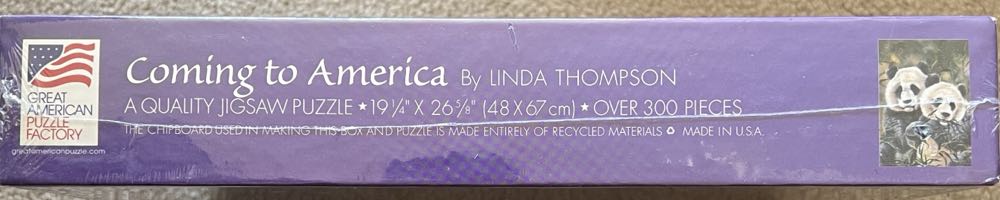 GREAT
AMERICAN
PUZZLE
FACTORY
greatamericanpuzzle.com
Coming to America By LINDA THOMPSON
A QUALITY JIGSAW PUZZLE ★ 19 ¼" X 26 ⅝" (48 X 67 cm) ★ OVER 300 PIECES
THE CHIPBOARD USED IN MAKING THIS BOX AND PUZZLE IS MADE ENTIRELY OF RECYCLED MATERIALS ♻ MADE IN U.S.A.